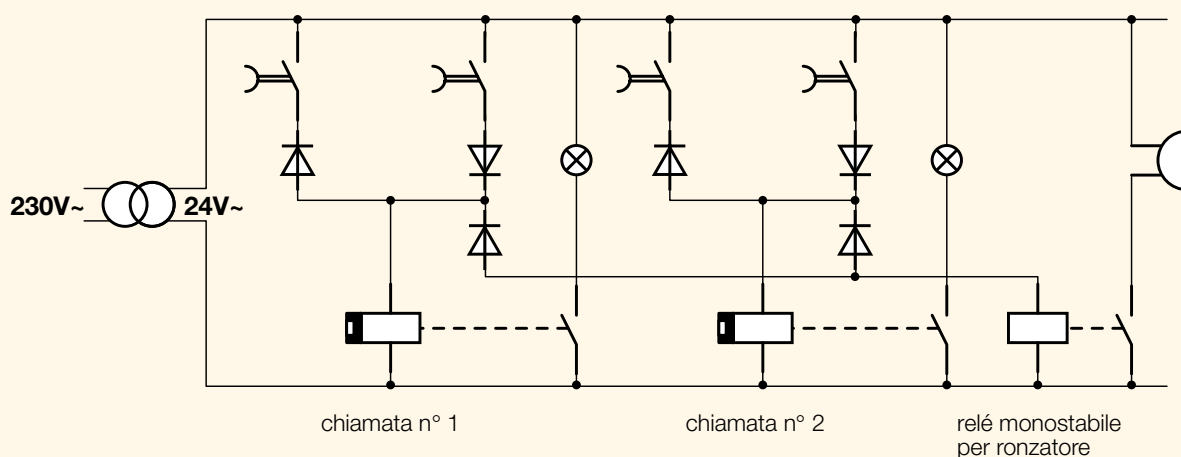 230V~
24V~
chiamata n° 1
chiamata n° 2
relé monostabile
per ronzatore